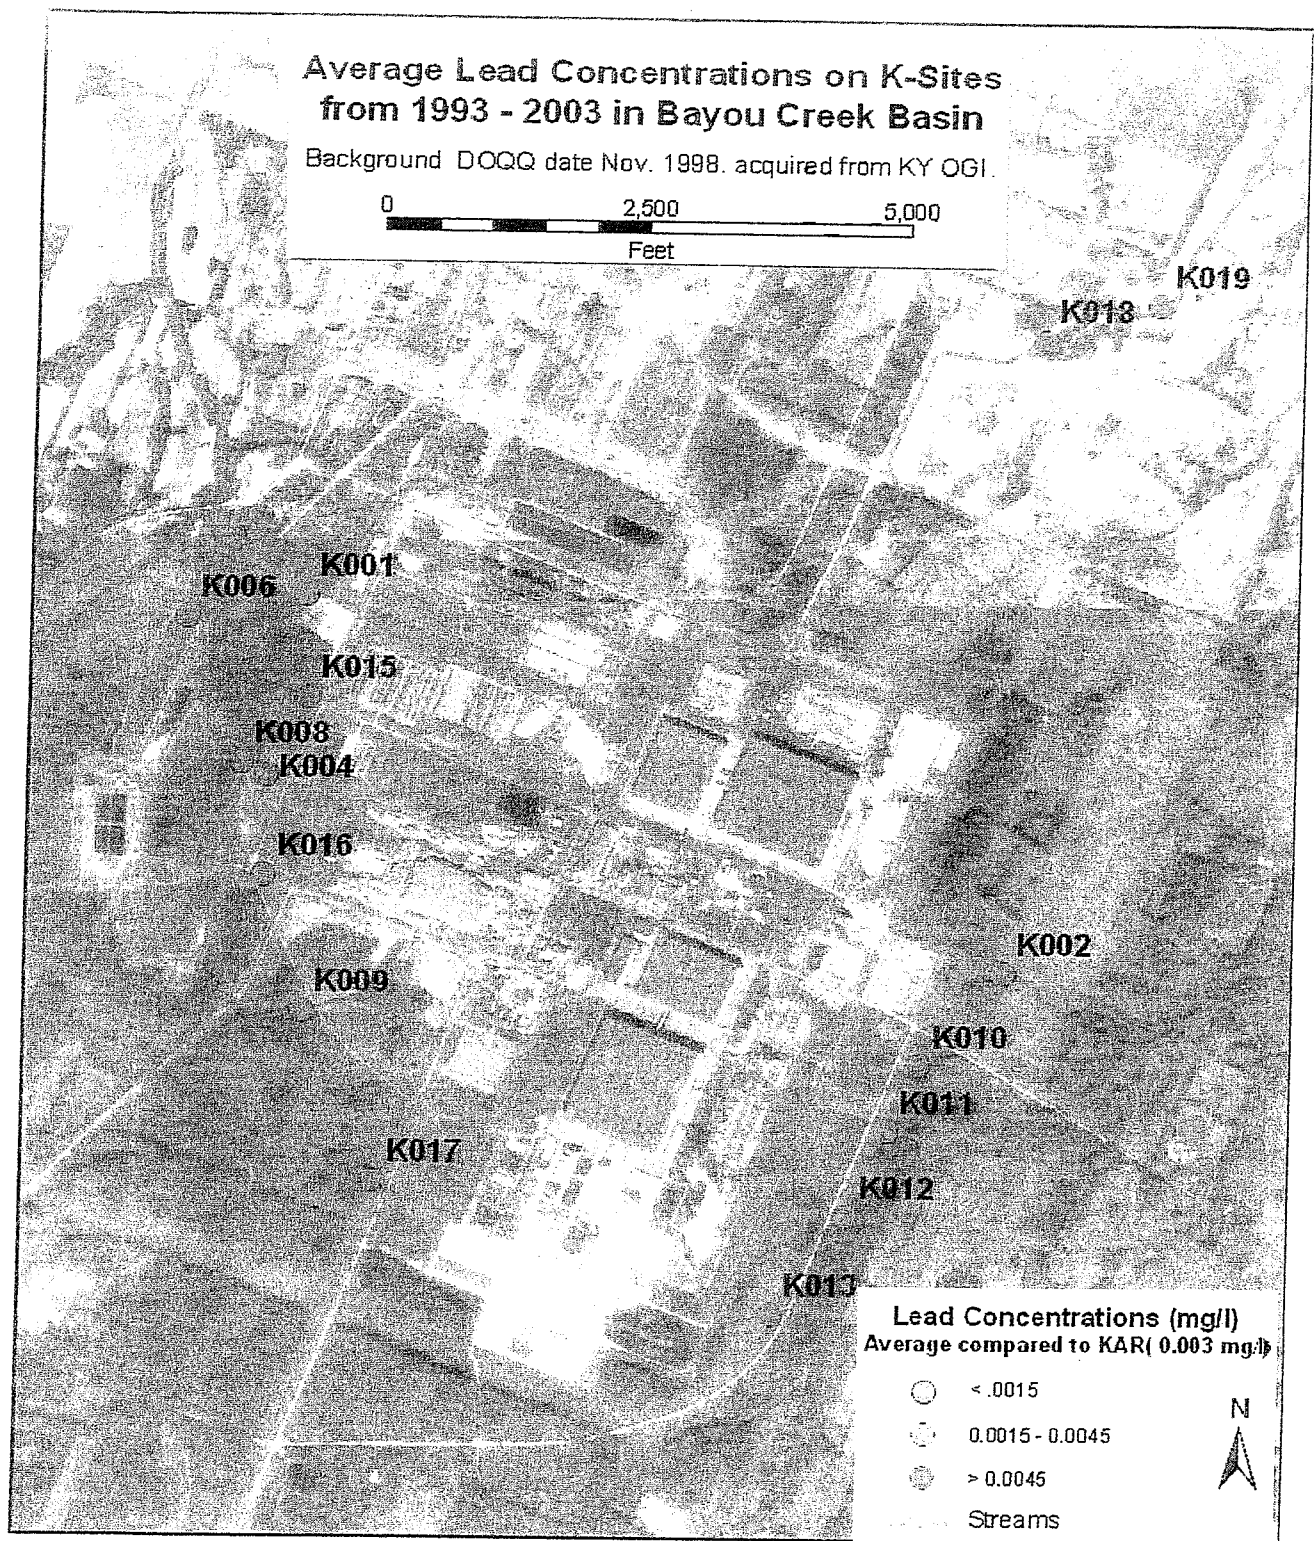 Average Lead Concentrations on K-Sites
from 1993 - 2003 in Bayou Creek Basin
Background DOQQ date Nov. 1998. acquired from KY OGI.
0 2,500 5,000
Feet
K019
K018
K001
K006
K015
K008
K004
K016
K002
K009
K010
K011
K017
K012
K013
Lead Concentrations (mg/l)
Average compared to KAR( 0.003 mg/l)
< .0015
0.0015 - 0.0045
> 0.0045
Streams
N